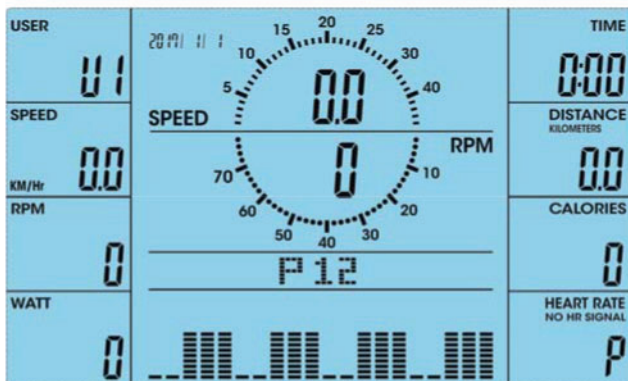 USER
U1
SPEED
KM/Hr 0.0
RPM
0
WATT
0
2017 1 1
5 10 15 20 25 30 40
SPEED 0.0
RPM 0
70 60 50 40 30 20 10
P12
TIME
0:00
DISTANCE
KILOMETERS
0.0
CALORIES
0
HEART RATE
NO HR SIGNAL
P